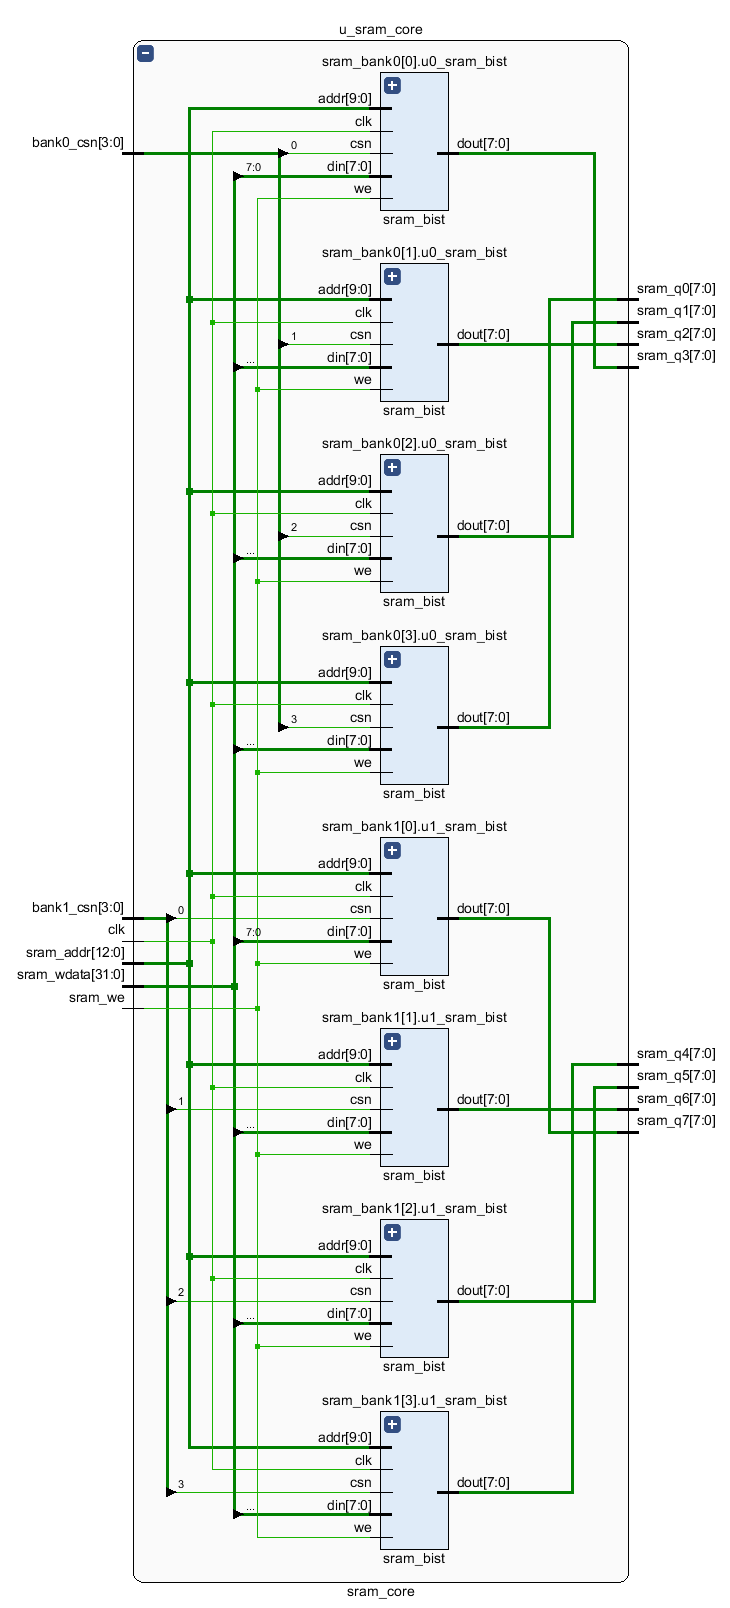 u_sram_core
sram_bank0[0].u0_sram_bist
addr[9:0]
clk
bank0_csn[3:0]
0
csn
dout[7:0]
7:0
din[7:0]
we
sram_bist
sram_bank0[1].u0_sram_bist
addr[9:0]
sram_q0[7:0]
clk
sram_q1[7:0]
1
csn
dout[7:0]
sram_q2[7:0]
...
din[7:0]
sram_q3[7:0]
we
sram_bist
sram_bank0[2].u0_sram_bist
addr[9:0]
clk
2
csn
dout[7:0]
...
din[7:0]
we
sram_bist
sram_bank0[3].u0_sram_bist
addr[9:0]
clk
3
csn
dout[7:0]
...
din[7:0]
we
sram_bist
sram_bank1[0].u1_sram_bist
addr[9:0]
clk
bank1_csn[3:0]
0
csn
dout[7:0]
clk
7:0
din[7:0]
sram_addr[12:0]
we
sram_wdata[31:0]
sram_bist
sram_we
sram_bank1[1].u1_sram_bist
addr[9:0]
sram_q4[7:0]
clk
sram_q5[7:0]
1
csn
dout[7:0]
sram_q6[7:0]
...
din[7:0]
sram_q7[7:0]
we
sram_bist
sram_bank1[2].u1_sram_bist
addr[9:0]
clk
2
csn
dout[7:0]
...
din[7:0]
we
sram_bist
sram_bank1[3].u1_sram_bist
addr[9:0]
clk
3
csn
dout[7:0]
...
din[7:0]
we
sram_bist
sram_core